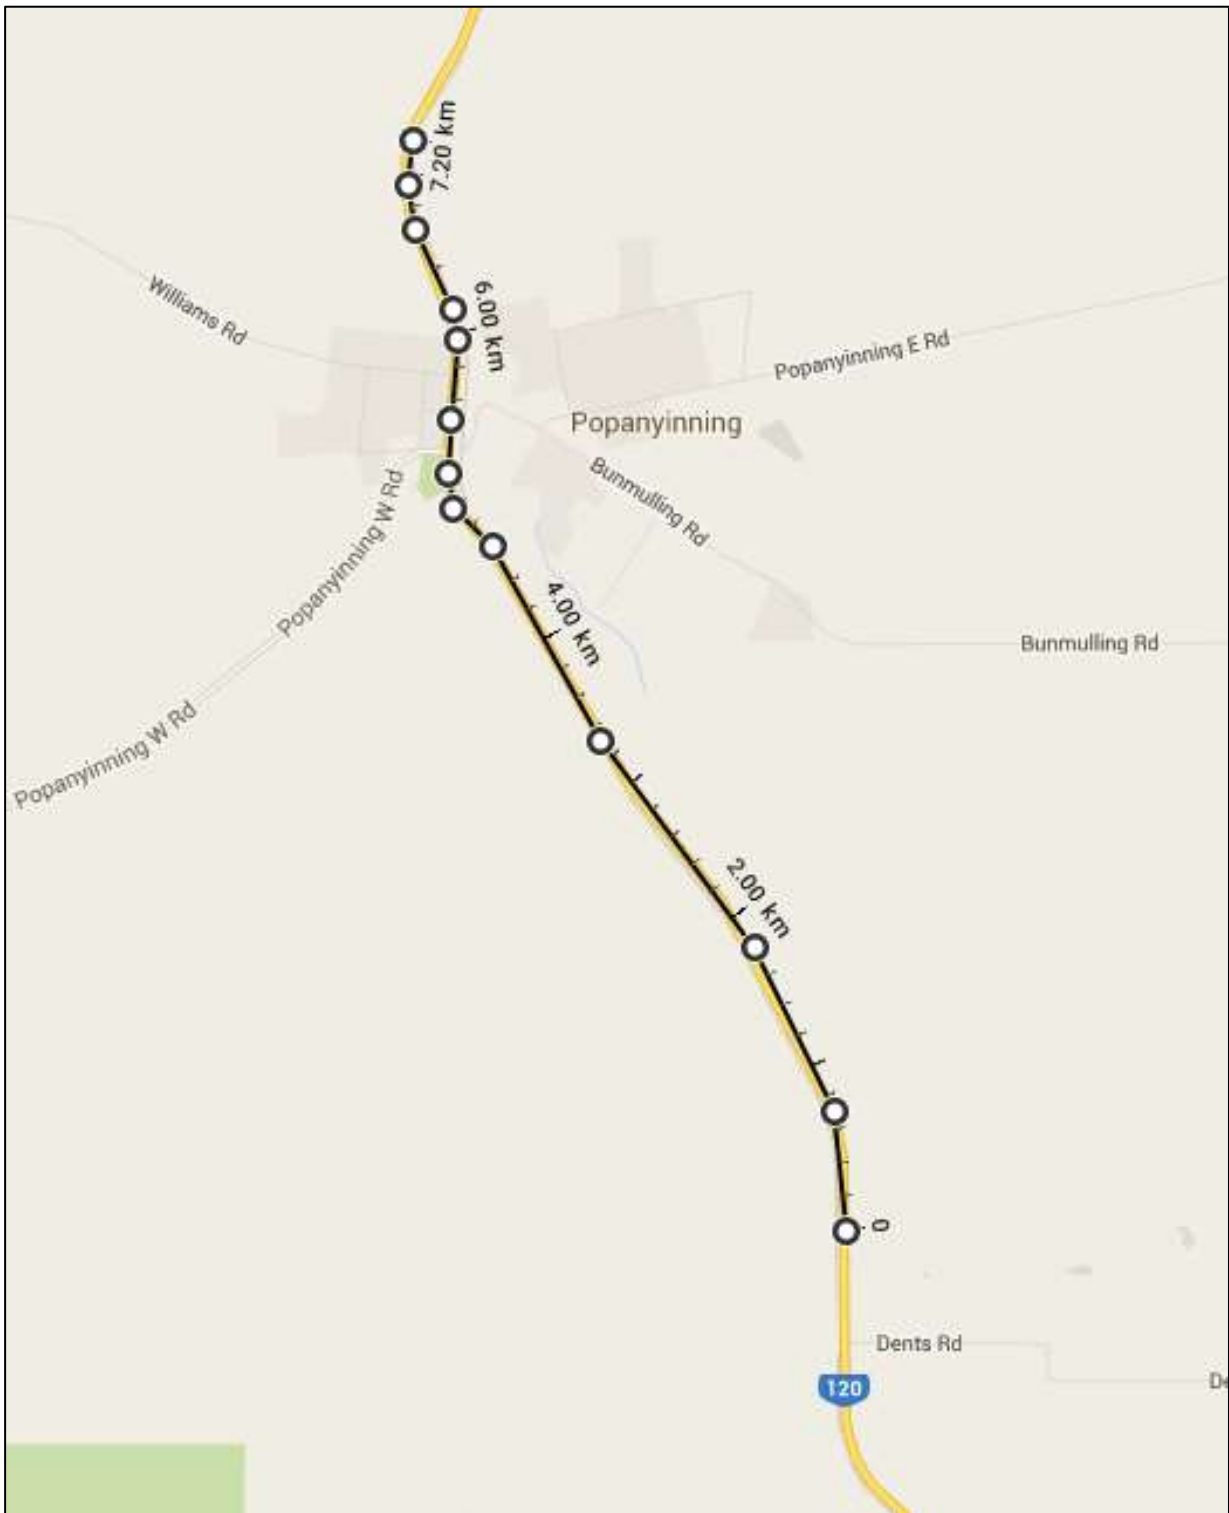 7.20 km
Williams Rd
6.00 km
Popanyinning E Rd
Popanyinning
Bunmulling Rd
Popanyinning W Rd
4.00 km
Bunmulling Rd
Popanyinning W Rd
2.00 km
0
Dents Rd
De
120